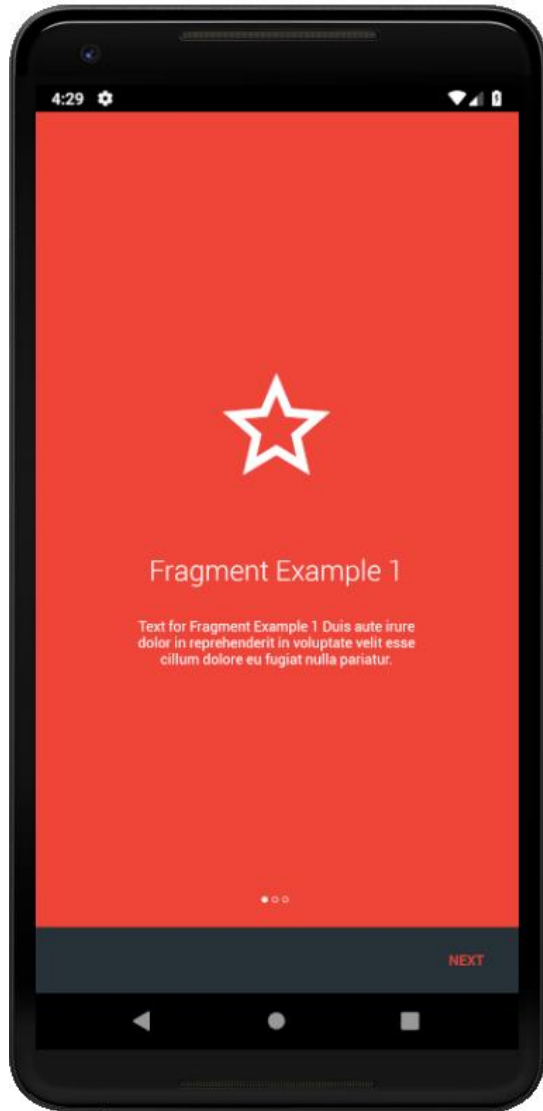 4:29
Fragment Example 1
Text for Fragment Example 1 Duis aute irure
dolor in reprehenderit in voluptate velit esse
cillum dolore eu fugiat nulla pariatur.
NEXT